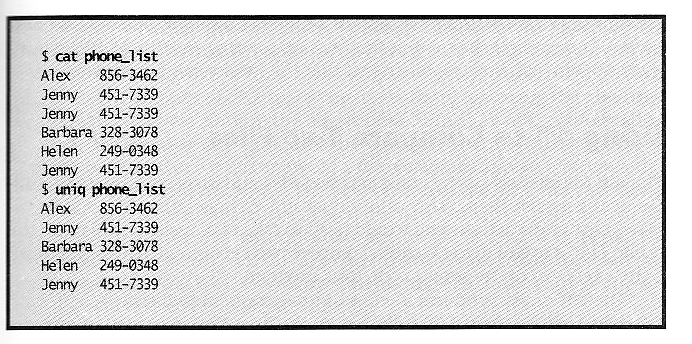 $ cat phone_list
Alex    856-3462
Jenny   451-7339
Jenny   451-7339
Barbara 328-3078
Helen   249-0348
Jenny   451-7339
$ uniq phone_list
Alex    856-3462
Jenny   451-7339
Barbara 328-3078
Helen   249-0348
Jenny   451-7339